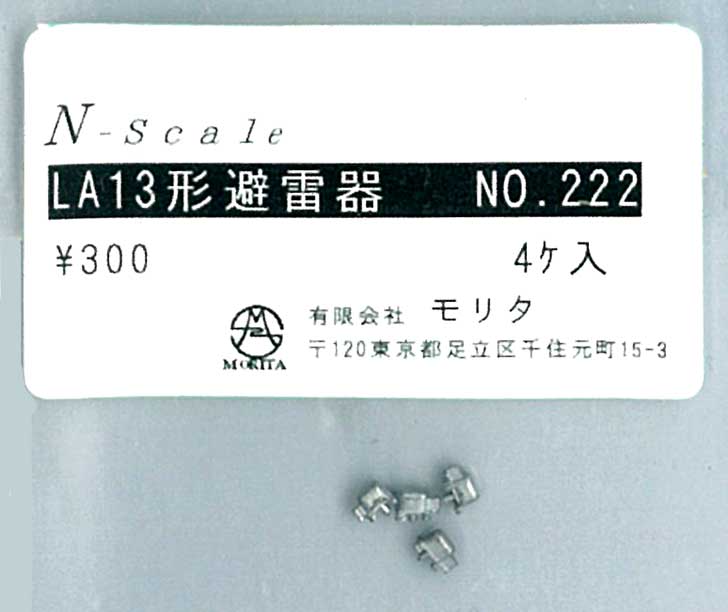 N-Scale
LA13形避雷器 NO.222
¥300 4ケ入
有限会社 モリタ
MORITA
〒120東京都足立区千住元町15-3